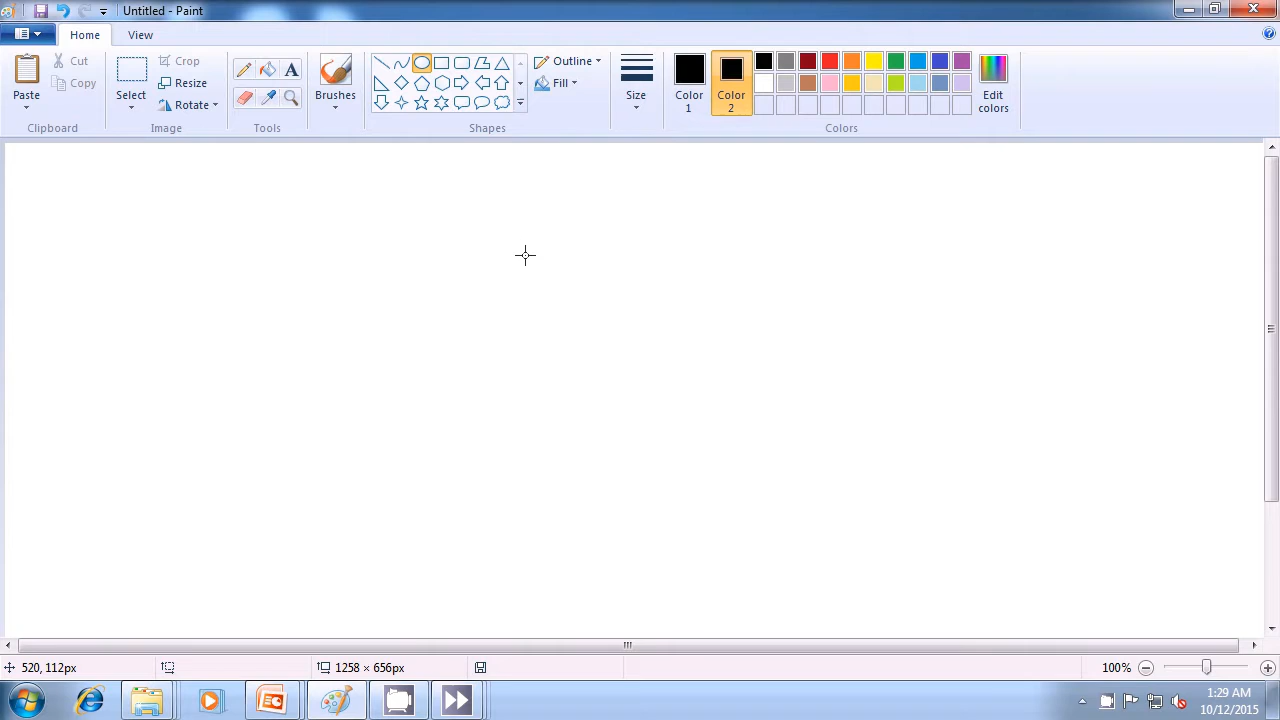 Untitled - Paint
Home View
Paste
Cut
Copy
Clipboard
Select
Crop
Resize
Rotate
Image
A
Tools
Brushes
Shapes
Outline
Fill
Size
Color 1
Color 2
Edit colors
Colors
520, 112px
1258 × 656px
100%
1:29 AM
10/12/2015